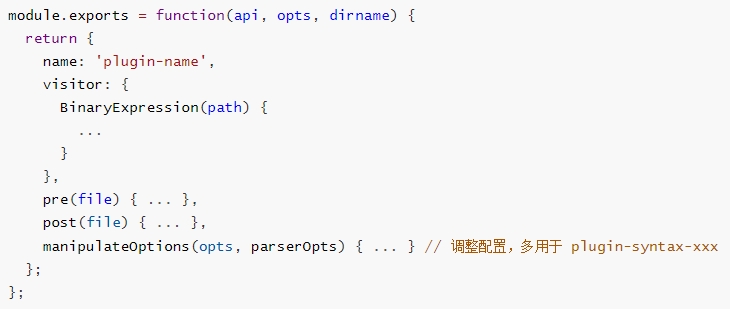 module.exports = function(api, opts, dirname) {
  return {
    name: 'plugin-name',
    visitor: {
      BinaryExpression(path) {
        ...
      }
    },
    pre(file) { ... },
    post(file) { ... },
    manipulateOptions(opts, parserOpts) { ... } // 调整配置，多用于 plugin-syntax-xxx
  };
};